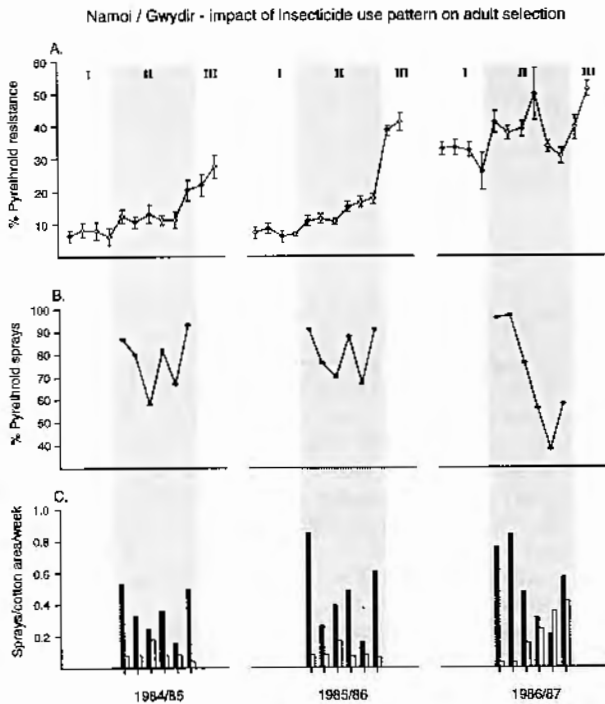 Namoi / Gwydir - impact of Insecticide use pattern on adult selection
A.
% Pyrethroid resistance
60
50
40
30
20
10
I II III
I II III
I II III
B.
% Pyrethroid sprays
100
90
80
70
60
50
40
C.
Sprays/cotton area/week
1.0
0.8
0.6
0.4
0.2
1984/85
1985/86
1986/87